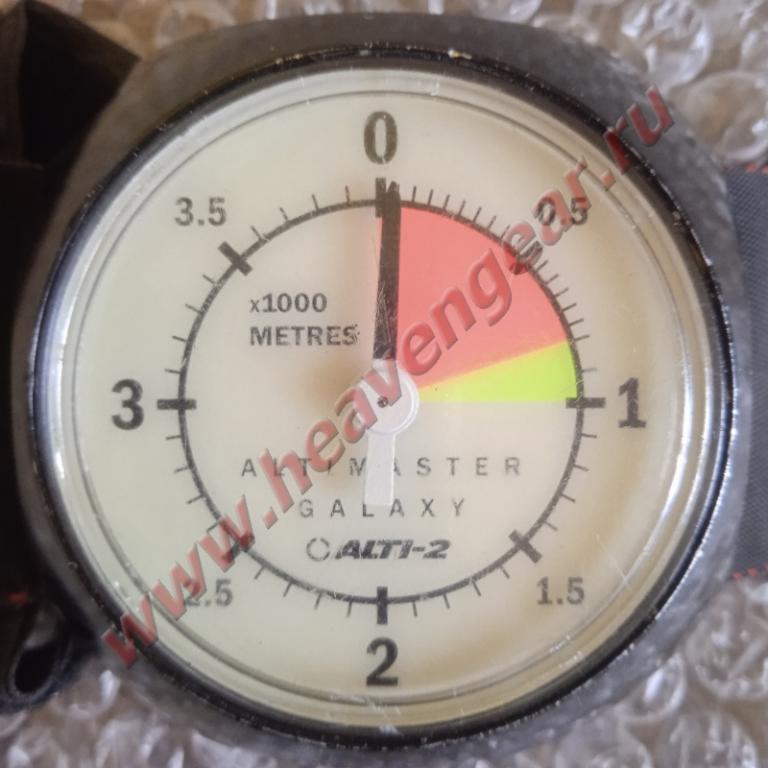 0
3.5 0.5
x1000
METRES
3 1
ALTIMASTER
GALAXY
ALTI-2
2.5 1.5
2
www.heavengear.ru